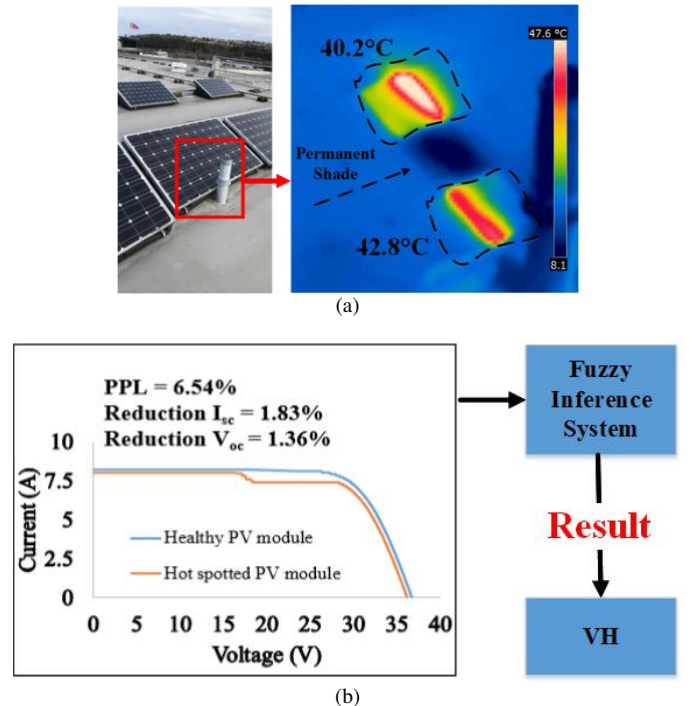 40.2°C
47.6 °C
Permanent
Shade
42.8°C
8.1
(a)
PPL = 6.54%
Reduction Isc = 1.83%
Reduction Voc = 1.36%
10
7.5
5
2.5
0
Current (A)
Healthy PV module
Hot spotted PV module
0 5 10 15 20 25 30 35 40
Voltage (V)
Fuzzy
Inference
System
Result
VH
(b)